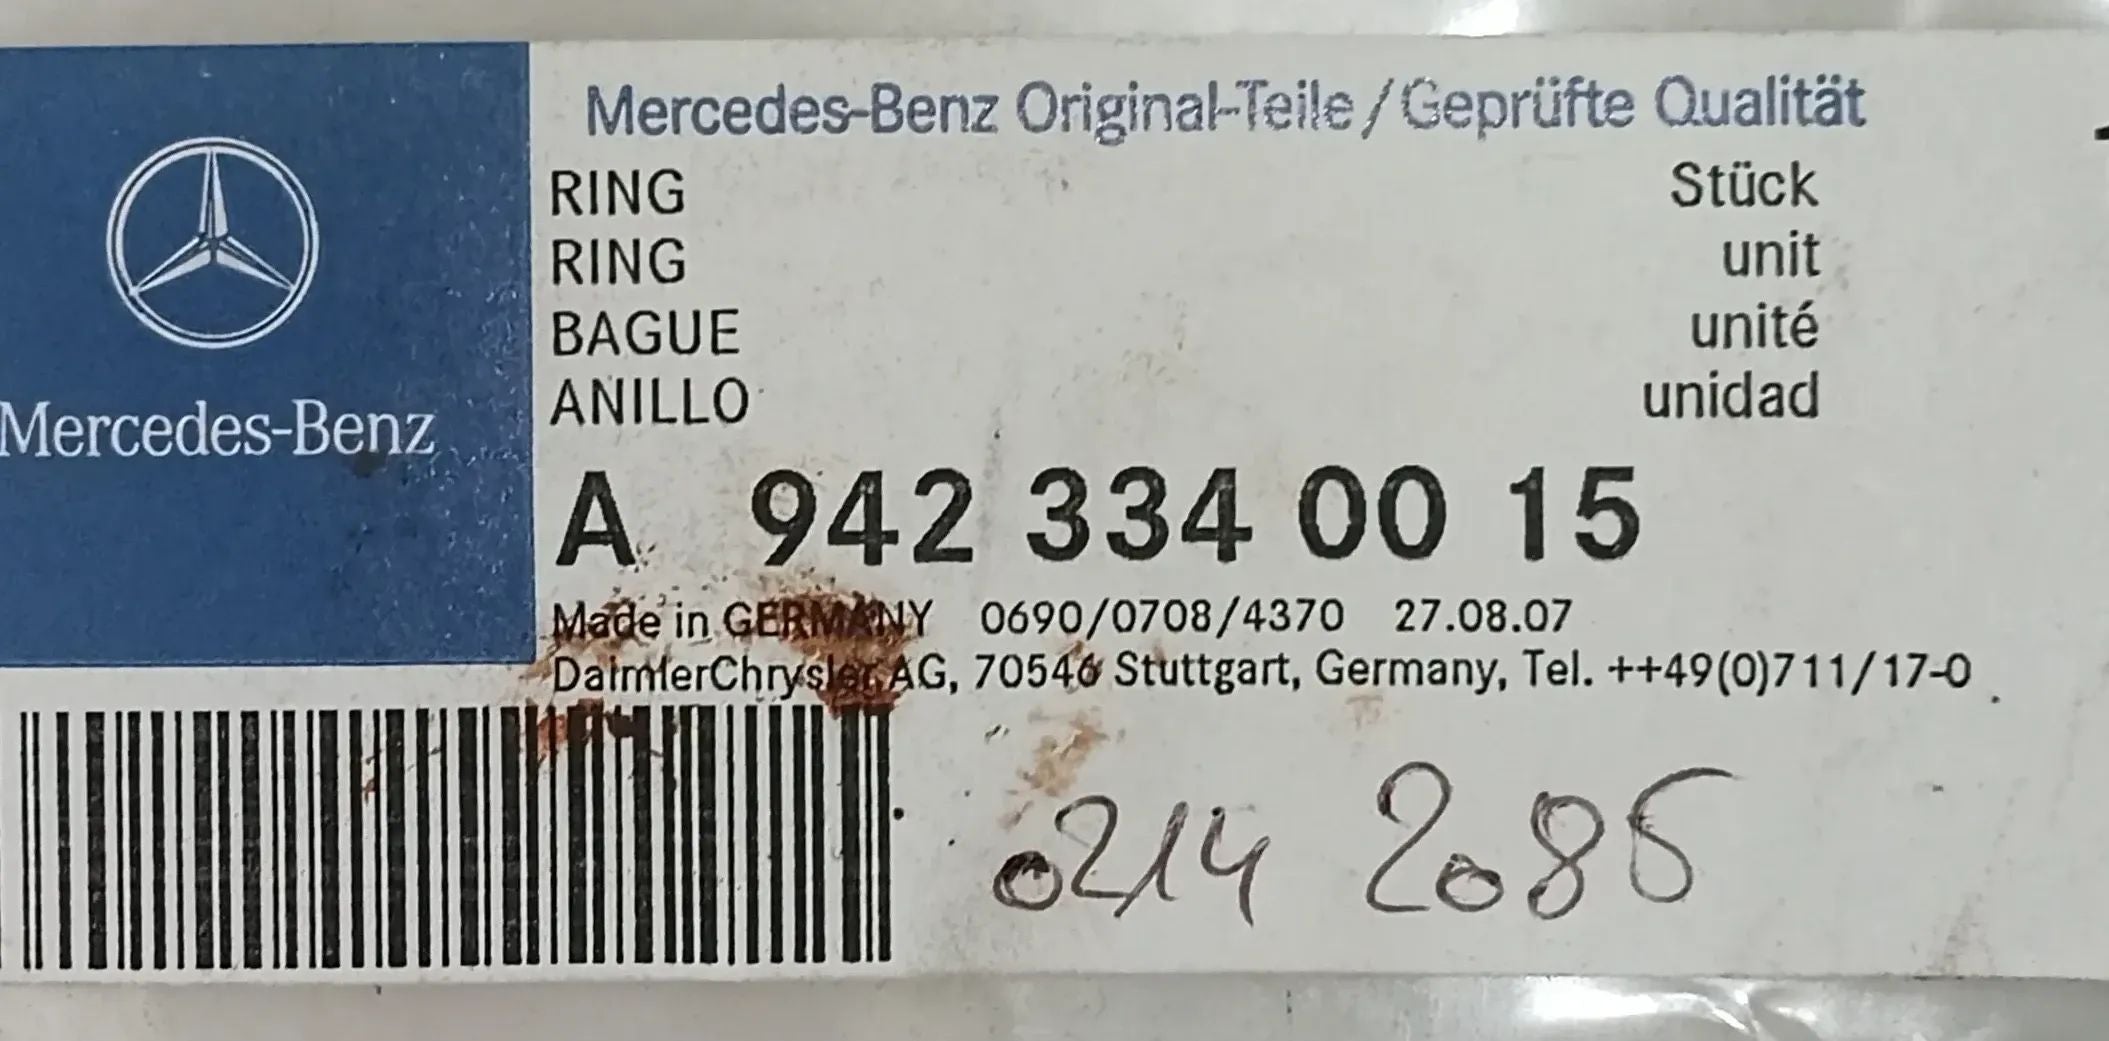 Mercedes-Benz Original-Teile/Geprüfte Qualität
RING Stück
RING unit
BAGUE unité
ANILLO unidad
Mercedes-Benz
A 942 334 00 15
Made in GERMANY 0690/0708/4370 27.08.07
DaimlerChrysler AG, 70546 Stuttgart, Germany, Tel. ++49(0)711/17-0
0214 2086